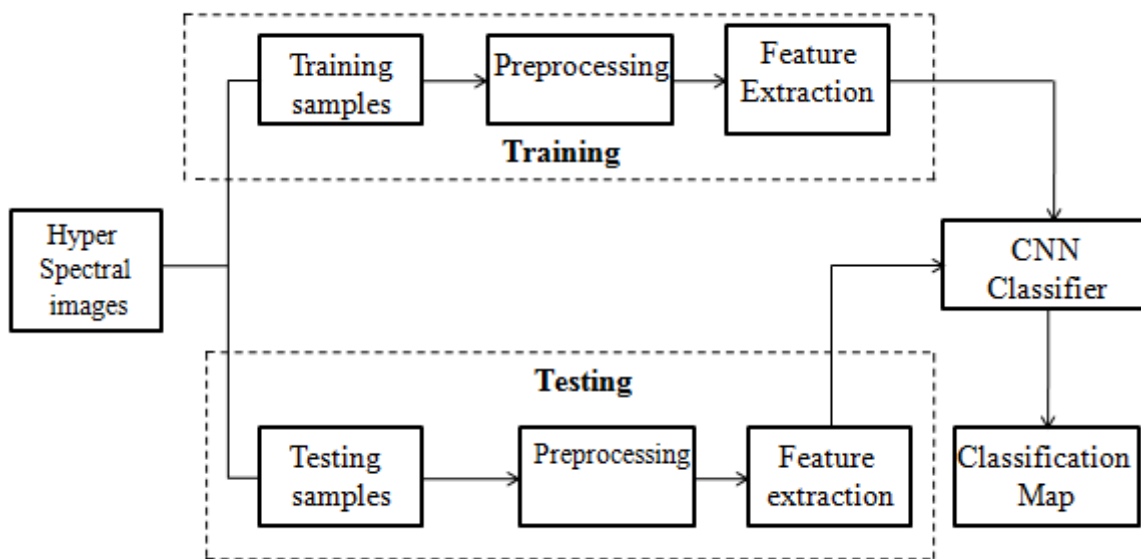 Training
samples
Preprocessing
Feature
Extraction
Training
Hyper
Spectral
images
CNN
Classifier
Testing
Testing
samples
Preprocessing
Feature
extraction
Classification
Map